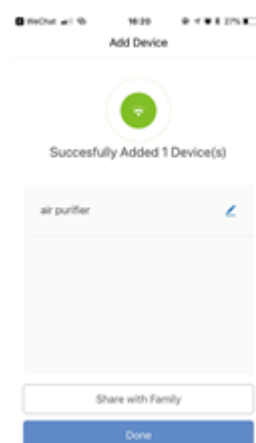 WeChat 16:20 27%
Add Device
Succesfully Added 1 Device(s)
air purifier
Share with Family
Done